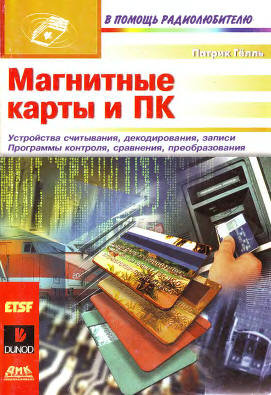 В ПОМОЩЬ РАДИОЛЮБИТЕЛЮ
Патрик Гёлль
Магнитные
карты и ПК
Устройства считывания, декодирования, записи
Программы контроля, сравнения, преобразования
ETSF
DUNOD
ДМК